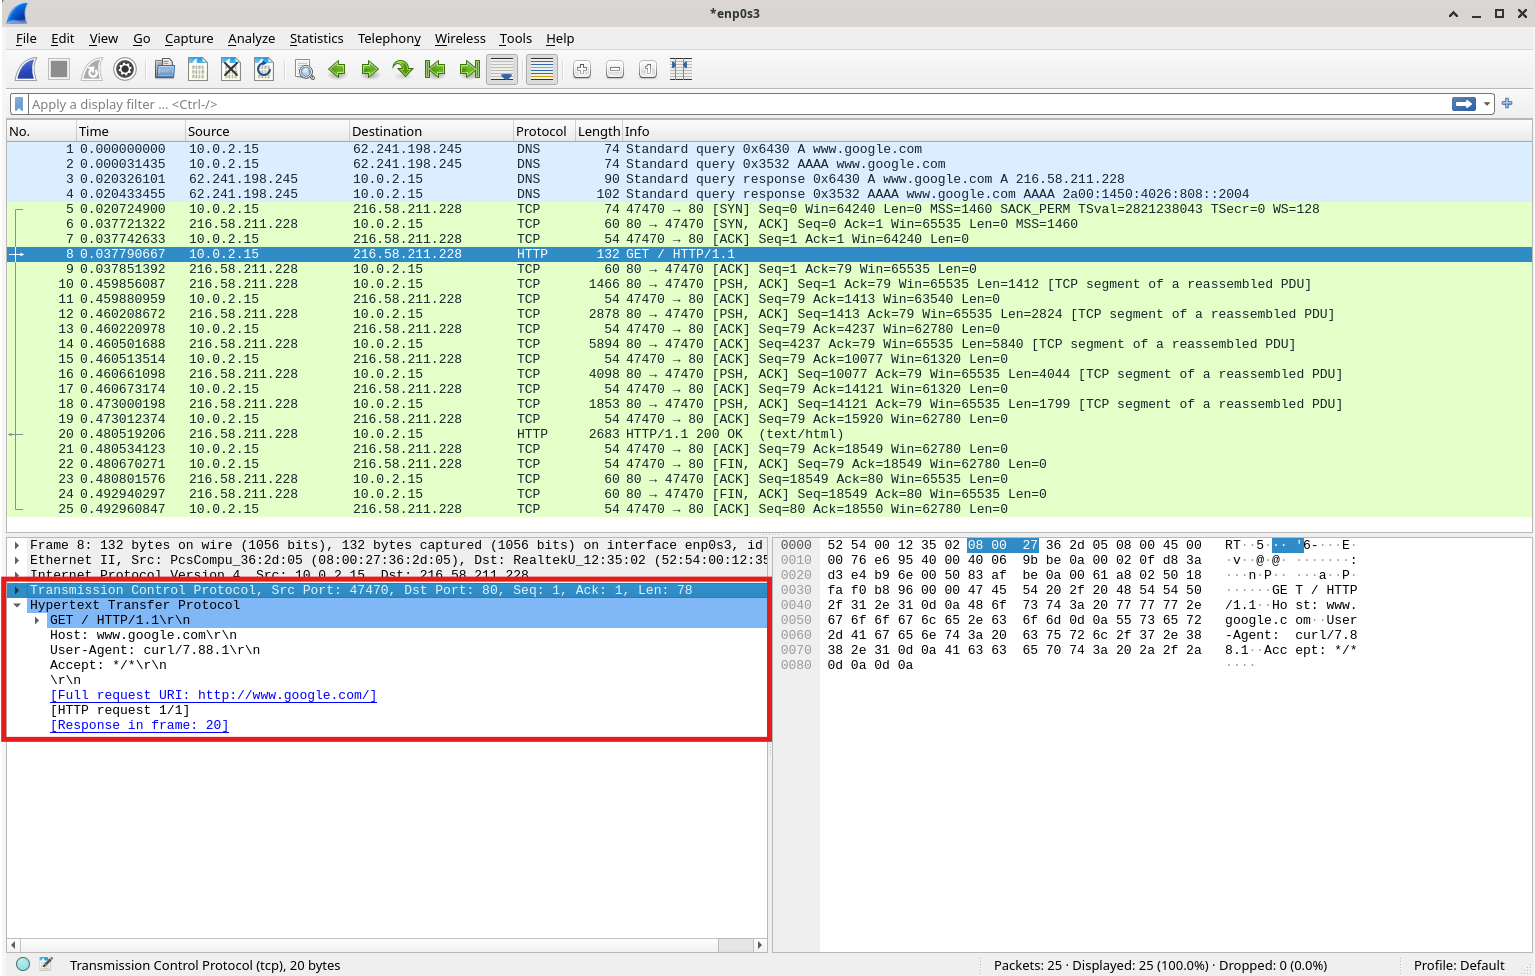 *enp0s3
File Edit View Go Capture Analyze Statistics Telephony Wireless Tools Help
Apply a display filter ... <Ctrl-/>
No. Time Source Destination Protocol Length Info
1 0.000000000 10.0.2.15 62.241.198.245 DNS 74 Standard query 0x6430 A www.google.com
2 0.000031435 10.0.2.15 62.241.198.245 DNS 74 Standard query 0x3532 AAAA www.google.com
3 0.020326101 62.241.198.245 10.0.2.15 DNS 90 Standard query response 0x6430 A www.google.com A 216.58.211.228
4 0.020433455 62.241.198.245 10.0.2.15 DNS 102 Standard query response 0x3532 AAAA www.google.com AAAA 2a00:1450:4026:808::2004
5 0.020724900 10.0.2.15 216.58.211.228 TCP 74 47470 → 80 [SYN] Seq=0 Win=64240 Len=0 MSS=1460 SACK_PERM TSval=2821238043 TSecr=0 WS=128
6 0.037721322 216.58.211.228 10.0.2.15 TCP 60 80 → 47470 [SYN, ACK] Seq=0 Ack=1 Win=65535 Len=0 MSS=1460
7 0.037742633 10.0.2.15 216.58.211.228 TCP 54 47470 → 80 [ACK] Seq=1 Ack=1 Win=64240 Len=0
8 0.037790667 10.0.2.15 216.58.211.228 HTTP 132 GET / HTTP/1.1
9 0.037851392 216.58.211.228 10.0.2.15 TCP 60 80 → 47470 [ACK] Seq=1 Ack=79 Win=65535 Len=0
10 0.459856087 216.58.211.228 10.0.2.15 TCP 1466 80 → 47470 [PSH, ACK] Seq=1 Ack=79 Win=65535 Len=1412 [TCP segment of a reassembled PDU]
11 0.459880959 10.0.2.15 216.58.211.228 TCP 54 47470 → 80 [ACK] Seq=79 Ack=1413 Win=63540 Len=0
12 0.460208672 216.58.211.228 10.0.2.15 TCP 2878 80 → 47470 [PSH, ACK] Seq=1413 Ack=79 Win=65535 Len=2824 [TCP segment of a reassembled PDU]
13 0.460220978 10.0.2.15 216.58.211.228 TCP 54 47470 → 80 [ACK] Seq=79 Ack=4237 Win=62780 Len=0
14 0.460501688 216.58.211.228 10.0.2.15 TCP 5894 80 → 47470 [ACK] Seq=4237 Ack=79 Win=65535 Len=5840 [TCP segment of a reassembled PDU]
15 0.460513514 10.0.2.15 216.58.211.228 TCP 54 47470 → 80 [ACK] Seq=79 Ack=10077 Win=61320 Len=0
16 0.460661098 216.58.211.228 10.0.2.15 TCP 4098 80 → 47470 [PSH, ACK] Seq=10077 Ack=79 Win=65535 Len=4044 [TCP segment of a reassembled PDU]
17 0.460673174 10.0.2.15 216.58.211.228 TCP 54 47470 → 80 [ACK] Seq=79 Ack=14121 Win=61320 Len=0
18 0.473000198 216.58.211.228 10.0.2.15 TCP 1853 80 → 47470 [PSH, ACK] Seq=14121 Ack=79 Win=65535 Len=1799 [TCP segment of a reassembled PDU]
19 0.473012374 10.0.2.15 216.58.211.228 TCP 54 47470 → 80 [ACK] Seq=79 Ack=15920 Win=62780 Len=0
20 0.480519206 216.58.211.228 10.0.2.15 HTTP 2683 HTTP/1.1 200 OK (text/html)
21 0.480534123 10.0.2.15 216.58.211.228 TCP 54 47470 → 80 [ACK] Seq=79 Ack=18549 Win=62780 Len=0
22 0.480670271 10.0.2.15 216.58.211.228 TCP 54 47470 → 80 [FIN, ACK] Seq=79 Ack=18549 Win=62780 Len=0
23 0.480801576 216.58.211.228 10.0.2.15 TCP 60 80 → 47470 [ACK] Seq=18549 Ack=80 Win=65535 Len=0
24 0.492940297 216.58.211.228 10.0.2.15 TCP 60 80 → 47470 [FIN, ACK] Seq=18549 Ack=80 Win=65535 Len=0
25 0.492960847 10.0.2.15 216.58.211.228 TCP 54 47470 → 80 [ACK] Seq=80 Ack=18550 Win=62780 Len=0
Frame 8: 132 bytes on wire (1056 bits), 132 bytes captured (1056 bits) on interface enp0s3, id
Ethernet II, Src: PcsCompu_36:2d:05 (08:00:27:36:2d:05), Dst: RealtekU_12:35:02 (52:54:00:12:35
Internet Protocol Version 4, Src: 10.0.2.15, Dst: 216.58.211.228
Transmission Control Protocol, Src Port: 47470, Dst Port: 80, Seq: 1, Ack: 1, Len: 78
Hypertext Transfer Protocol
GET / HTTP/1.1\r\n
Host: www.google.com\r\n
User-Agent: curl/7.88.1\r\n
Accept: */*\r\n
\r\n
[Full request URI: http://www.google.com/]
[HTTP request 1/1]
[Response in frame: 20]
0000 52 54 00 12 35 02 08 00 27 36 2d 05 08 00 45 00 RT··5···'6-···E·
0010 00 76 e6 95 40 00 40 06 9b be 0a 00 02 0f d8 3a ·v··@·@········:
0020 d3 e4 b9 6e 00 50 83 af be 0a 00 61 a8 02 50 18 ···n·P·····a··P·
0030 fa f0 b8 96 00 00 47 45 54 20 2f 20 48 54 54 50 ······GET / HTTP
0040 2f 31 2e 31 0d 0a 48 6f 73 74 3a 20 77 77 77 2e /1.1··Host: www.
0050 67 6f 6f 67 6c 65 2e 63 6f 6d 0d 0a 55 73 65 72 google.com··User
0060 2d 41 67 65 6e 74 3a 20 63 75 72 6c 2f 37 2e 38 -Agent: curl/7.8
0070 38 2e 31 0d 0a 41 63 63 65 70 74 3a 20 2a 2f 2a 8.1··Accept: */*
0080 0d 0a 0d 0a ····
Transmission Control Protocol (tcp), 20 bytes
Packets: 25 · Displayed: 25 (100.0%) · Dropped: 0 (0.0%)
Profile: Default